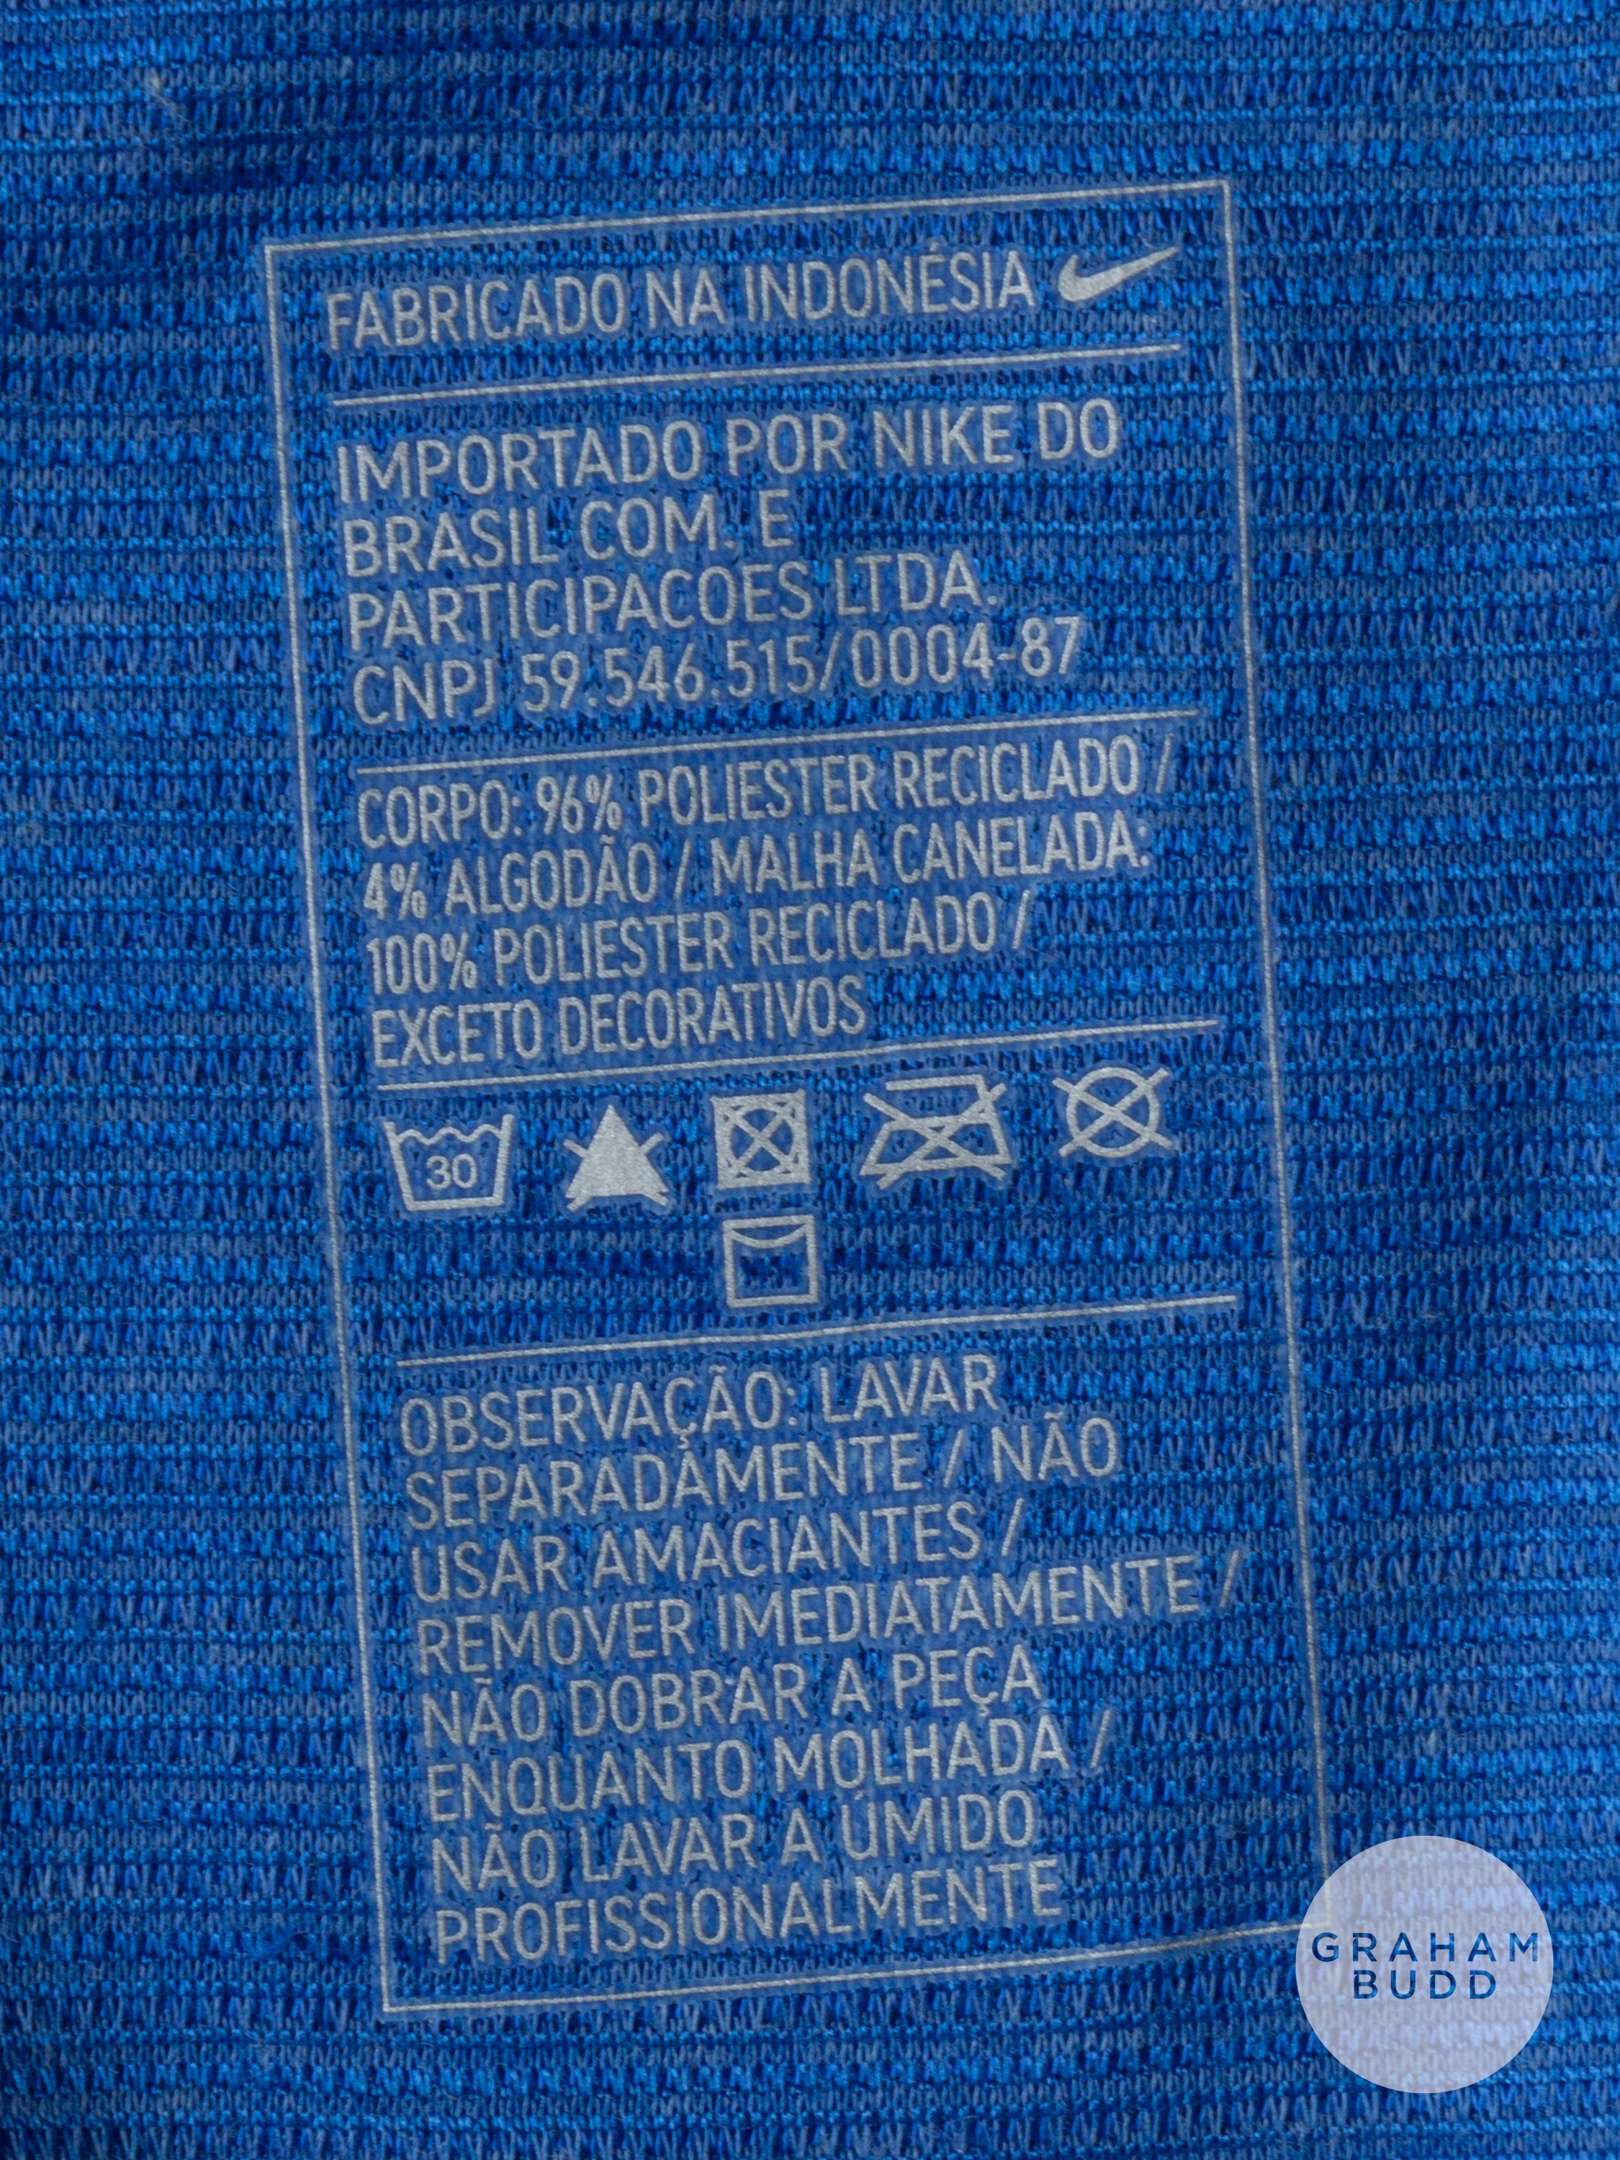 FABRICADO NA INDONÉSIA
IMPORTADO POR NIKE DO
BRASIL COM. E
PARTICIPACOES LTDA.
CNPJ 59.546.515/0004-87
CORPO: 96% POLIESTER RECICLADO /
4% ALGODÃO / MALHA CANELADA:
100% POLIESTER RECICLADO /
EXCETO DECORATIVOS
30
OBSERVAÇÃO: LAVAR
SEPARADAMENTE / NÃO
USAR AMACIANTES /
REMOVER IMEDIATAMENTE /
NÃO DOBRAR A PEÇA
ENQUANTO MOLHADA /
NÃO LAVAR A ÚMIDO
PROFISSIONALMENTE
GRAHAM
BUDD